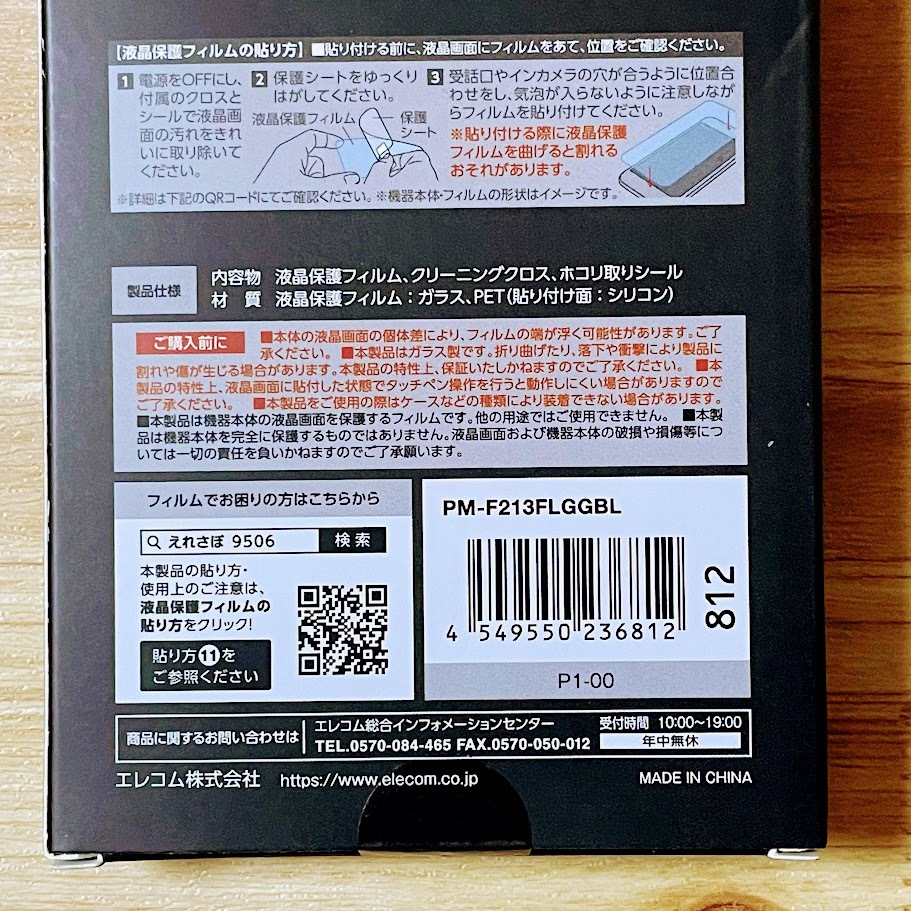 【液晶保護フィルムの貼り方】 ■貼り付ける前に、液晶画面にフィルムをあて、位置をご確認ください。
1 電源をOFFにし、
付属のクロスと
シールで液晶画
面の汚れをきれ
いに取り除いて
ください。
2 保護シートをゆっくり
はがしてください。
液晶保護フィルム
保護
シート
3 受話口やインカメラの穴が合うように位置合
わせをし、気泡が入らないように注意しなが
らフィルムを貼り付けてください。
※貼り付ける際に液晶保護
フィルムを曲げると割れる
おそれがあります。
※詳細は下記のQRコードにてご確認ください。※機器本体・フィルムの形状はイメージです。
製品仕様
内容物 液晶保護フィルム、クリーニングクロス、ホコリ取りシール
材 質 液晶保護フィルム：ガラス、PET（貼り付け面：シリコン）
ご購入前に
■本体の液晶画面の個体差により、フィルムの端が浮く可能性があります。ご了
承ください。 ■本製品はガラス製です。折り曲げたり、落下や衝撃により製品に
割れや傷が生じる場合があります。本製品の特性上、保証いたしかねますのでご了承ください。 ■本
製品の特性上、液晶画面に貼付した状態でタッチペン操作を行うと動作しにくい場合がありますので
ご了承ください。 ■本製品をご使用の際はケースなどの種類により装着できない場合があります。
■本製品は機器本体の液晶画面を保護するフィルムです。他の用途ではご使用できません。 ■本製
品は機器本体を完全に保護するものではありません。液晶画面および機器本体の破損や損傷等につ
いては一切の責任を負いかねますのでご了承願います。
フィルムでお困りの方はこちらから
えれさぽ 9506 検索
本製品の貼り方・
使用上のご注意は、
液晶保護フィルムの
貼り方をクリック!
貼り方⓫を
ご参照ください
PM-F213FLGGBL
4 549550 236812
812
P1-00
商品に関するお問い合わせは
エレコム総合インフォメーションセンター
TEL.0570-084-465 FAX.0570-050-012
受付時間 10:00～19:00
年中無休
エレコム株式会社 https://www.elecom.co.jp
MADE IN CHINA